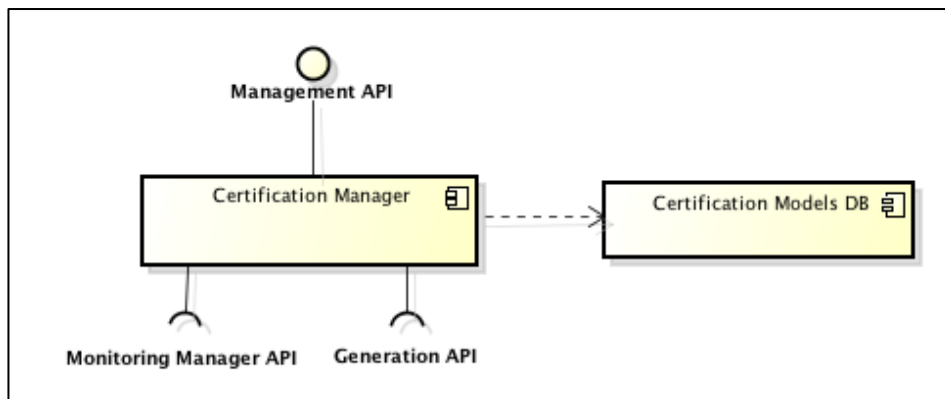 Management API
Certification Manager
Certification Models DB
Monitoring Manager API
Generation API